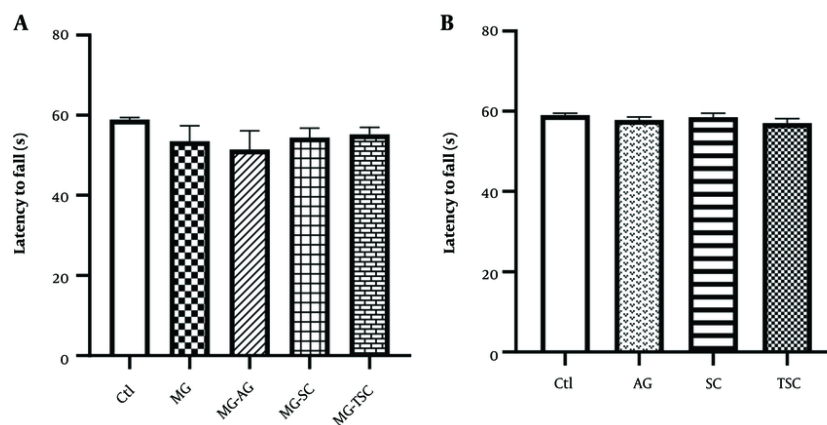 A
Latency to fall (s)
80
60
40
20
0
Ctl
MG
MG-AG
MG-SC
MG-TSC
B
Latency to fall (s)
80
60
40
20
0
Ctl
AG
SC
TSC